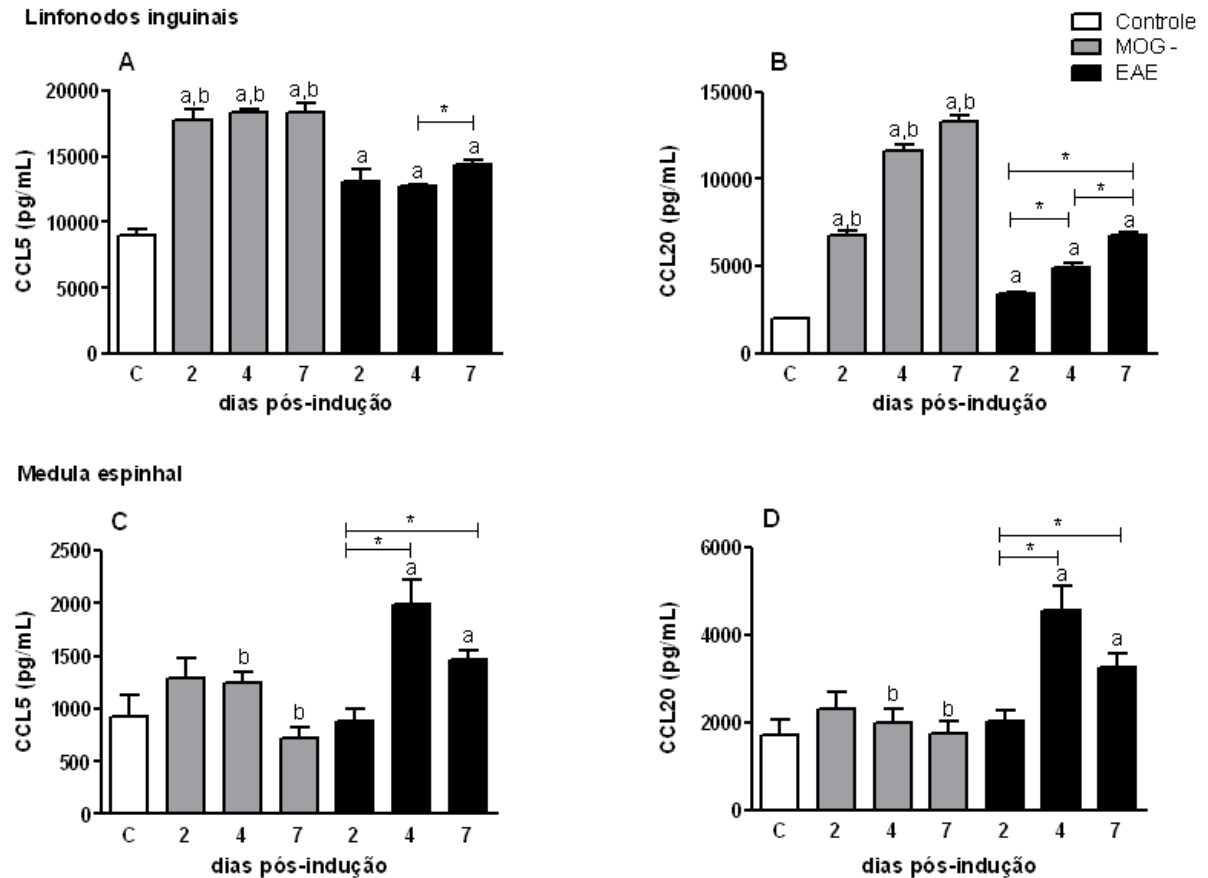 Linfonodos inguinais
Controle
MOG -
EAE
A
CCL5 (pg/mL)
20000
15000
10000
5000
0
a,b a,b a,b a a a
*
C 2 4 7 2 4 7
dias pós-indução
B
CCL20 (pg/mL)
15000
10000
5000
0
a,b a,b a,b a a a
* * *
C 2 4 7 2 4 7
dias pós-indução
Medula espinhal
C
CCL5 (pg/mL)
2500
2000
1500
1000
500
0
b b a a
* *
C 2 4 7 2 4 7
dias pós-indução
D
CCL20 (pg/mL)
6000
4000
2000
0
b b a a
* *
C 2 4 7 2 4 7
dias pós-indução